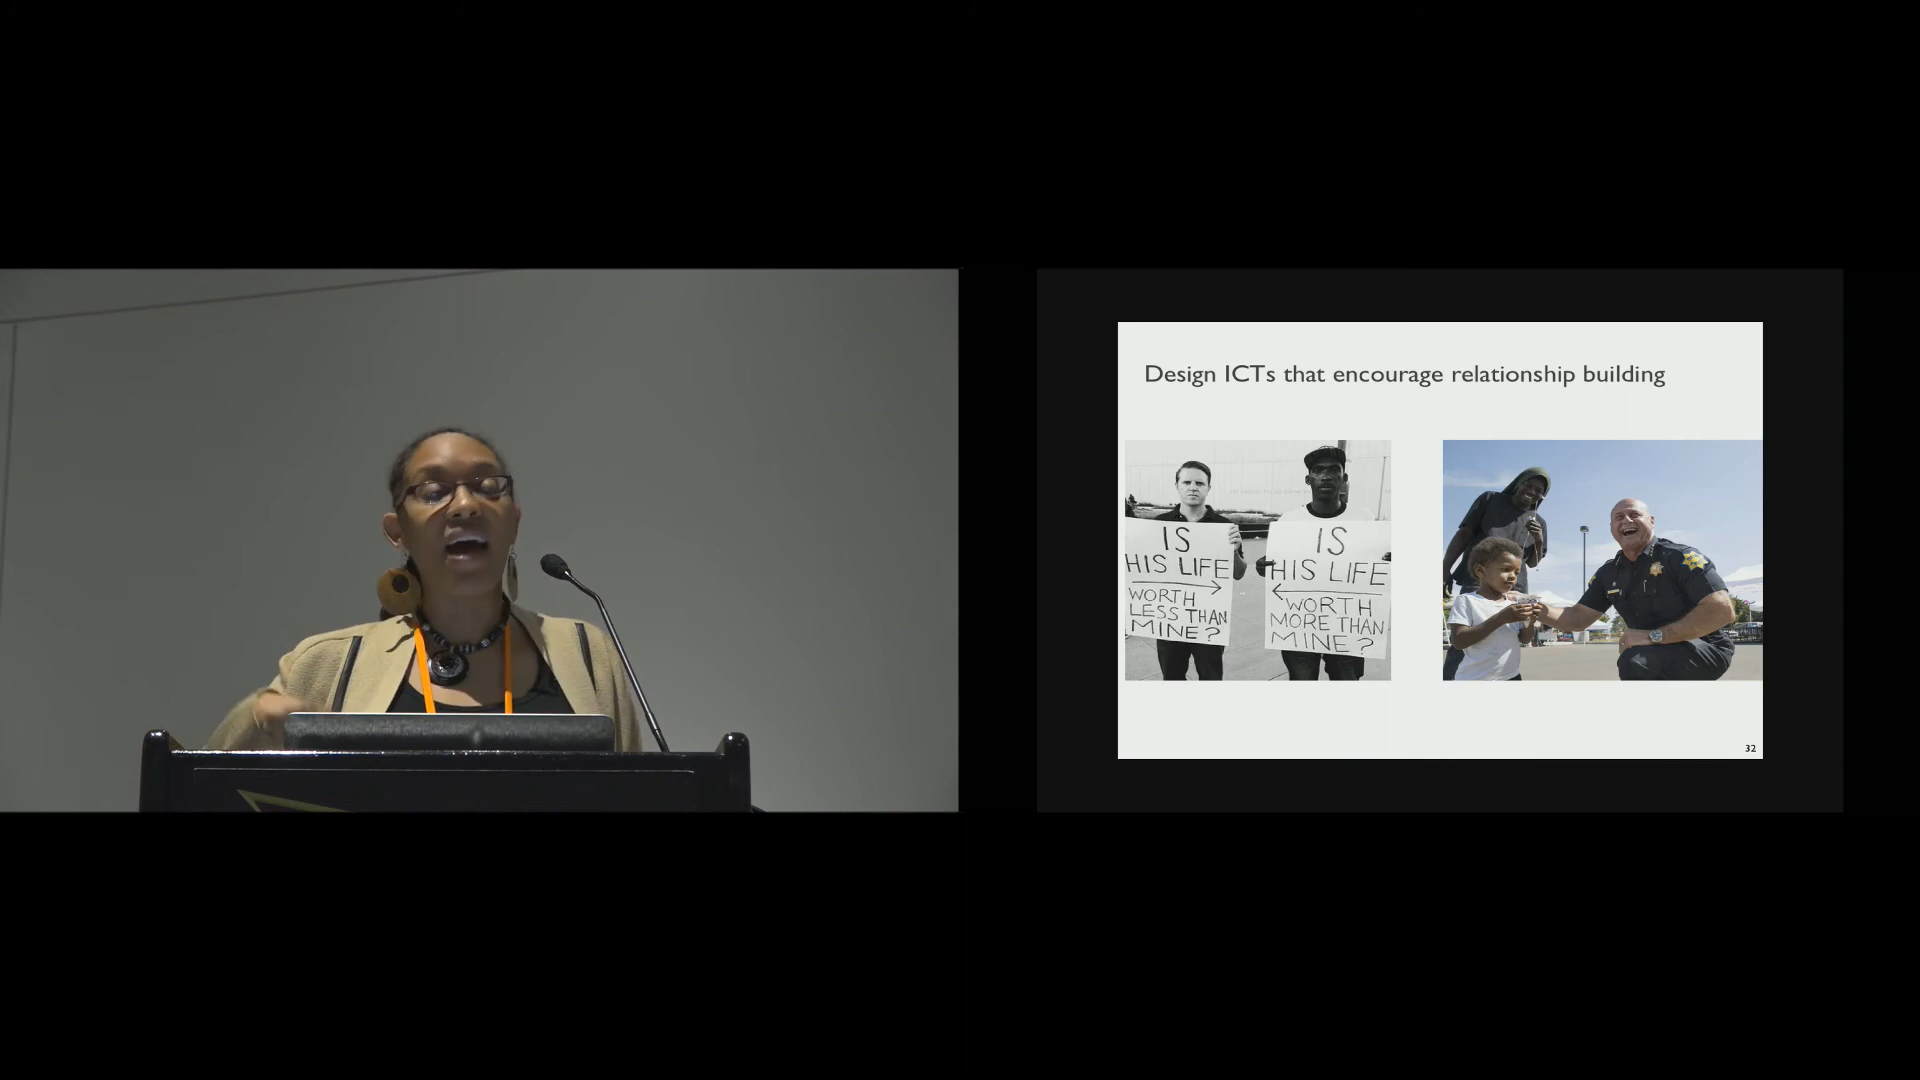 Design ICTs that encourage relationship building
IS
HIS LIFE
WORTH
LESS THAN
MINE?
IS
HIS LIFE
WORTH
MORE THAN
MINE?
32